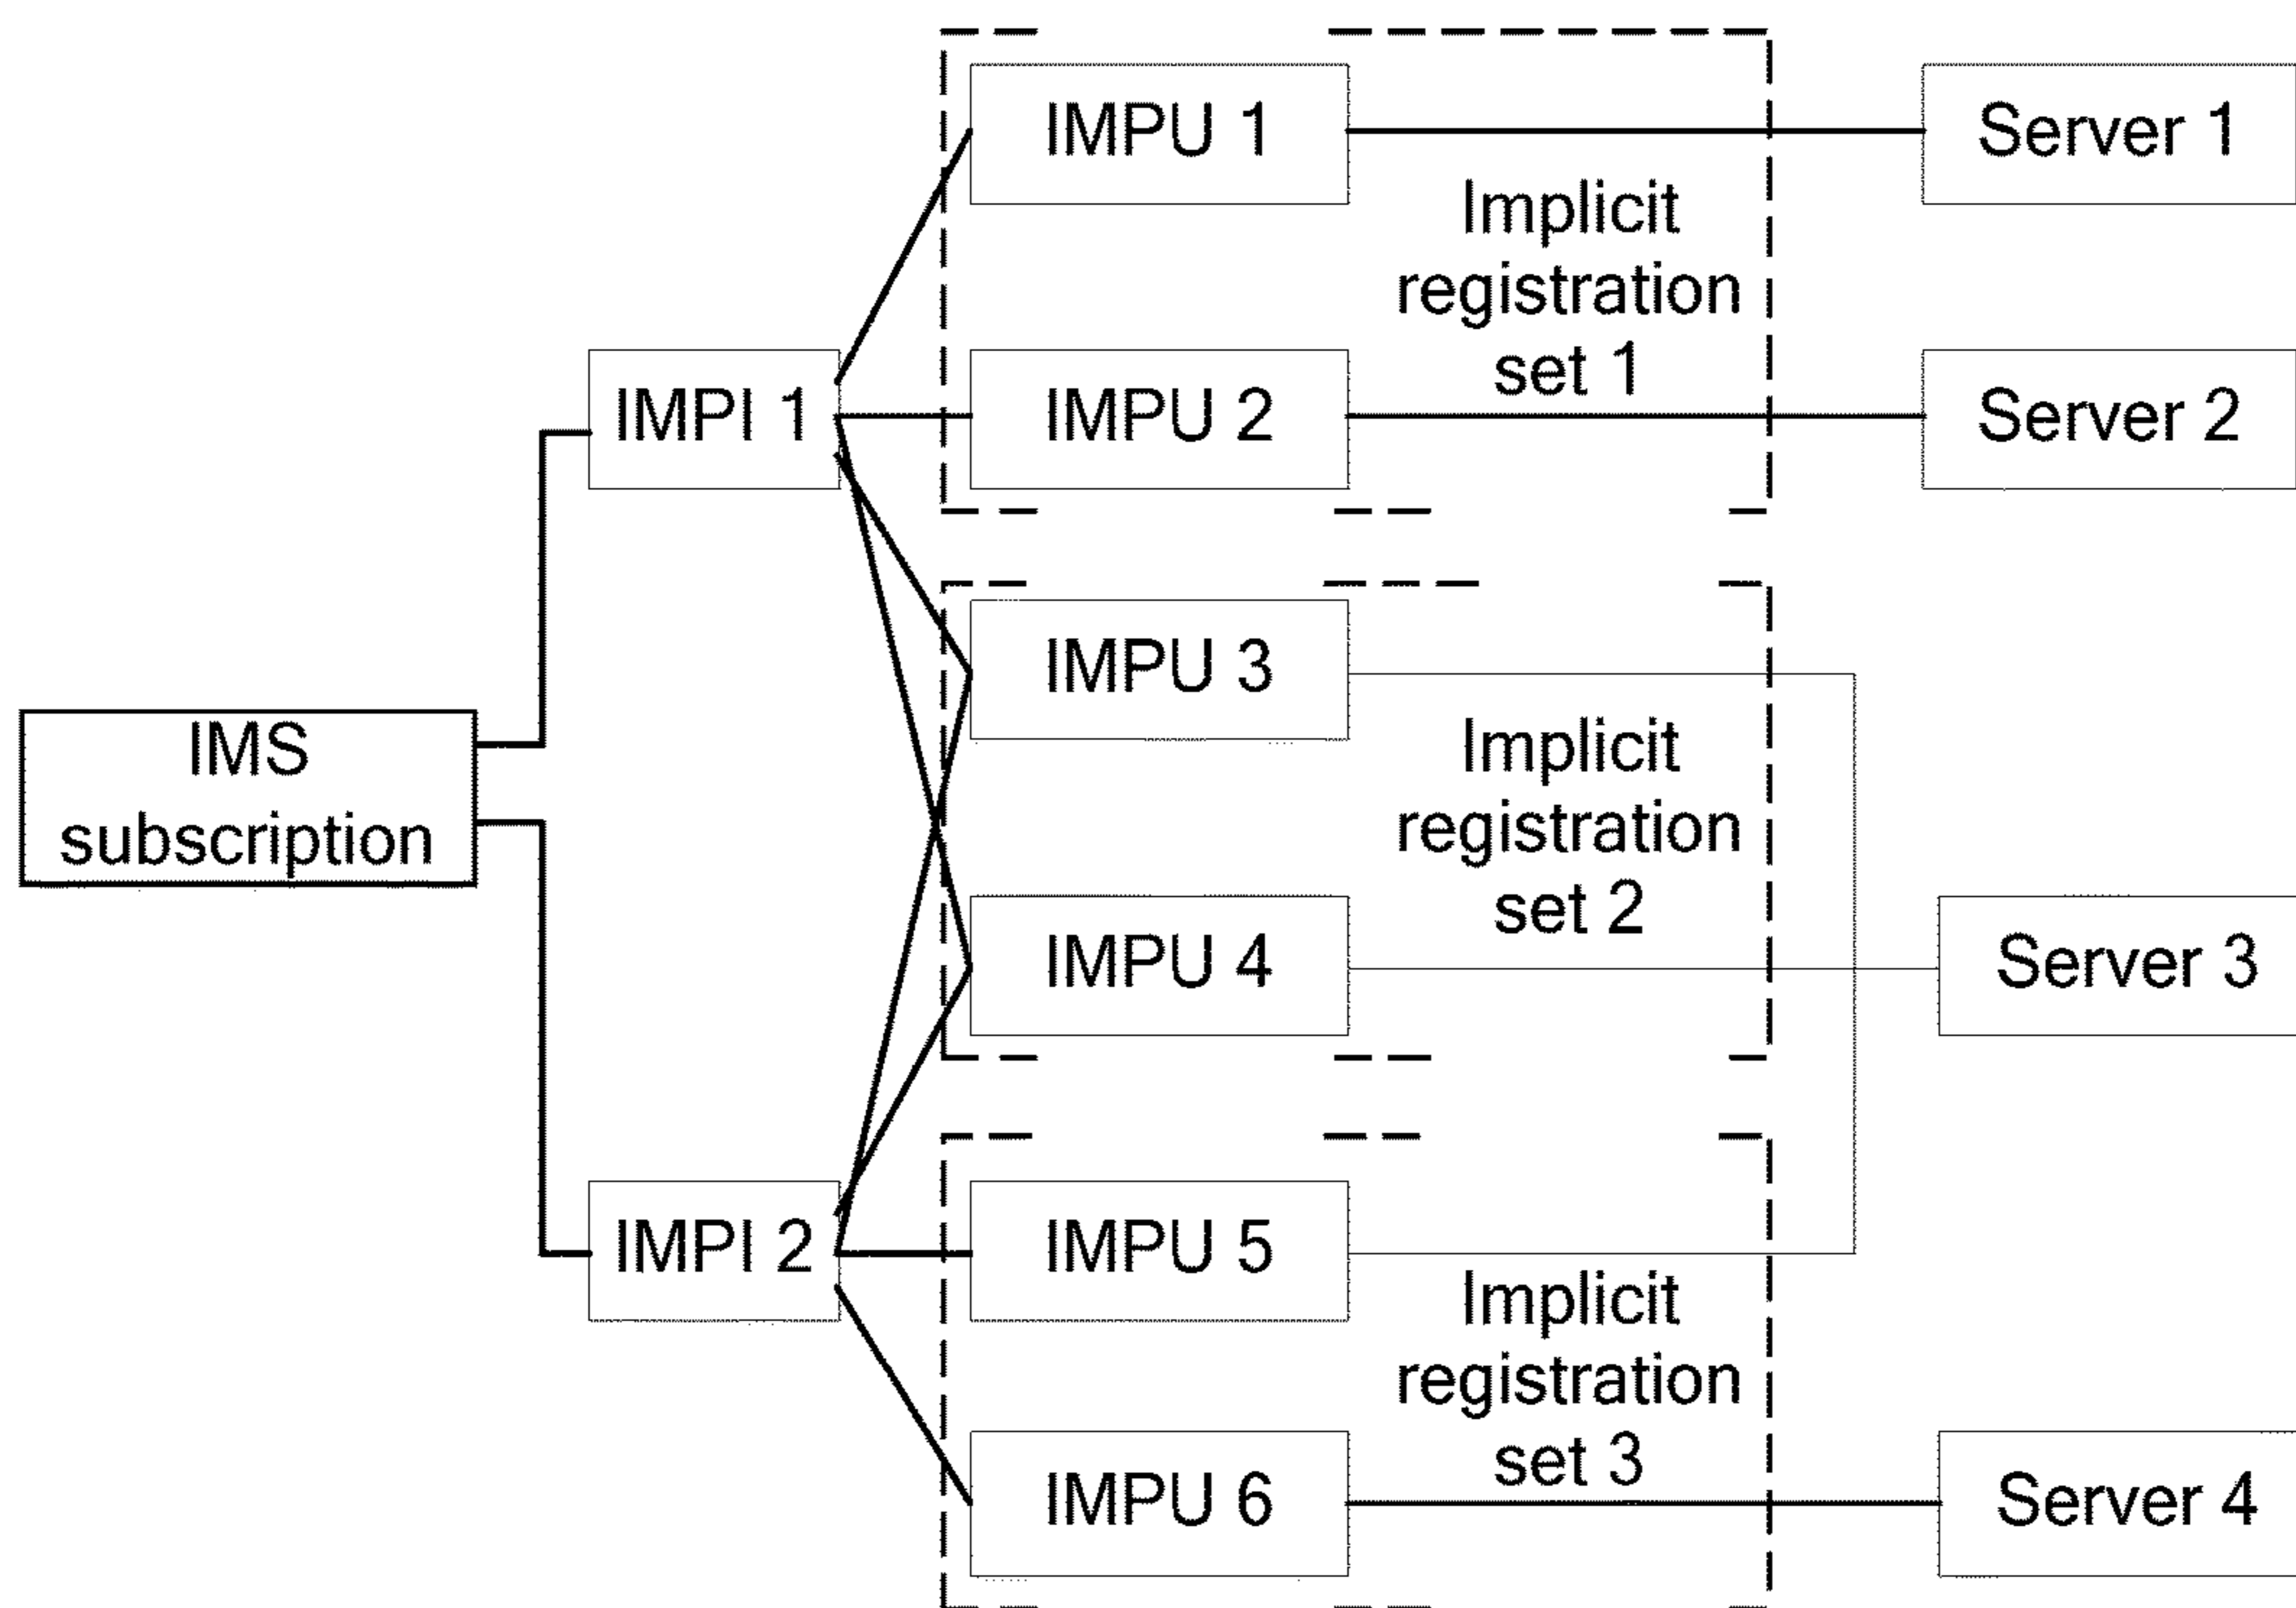 IMS
subscription
IMPI 1
IMPI 2
IMPU 1
IMPU 2
Implicit
registration
set 1
IMPU 3
IMPU 4
Implicit
registration
set 2
IMPU 5
IMPU 6
Implicit
registration
set 3
Server 1
Server 2
Server 3
Server 4